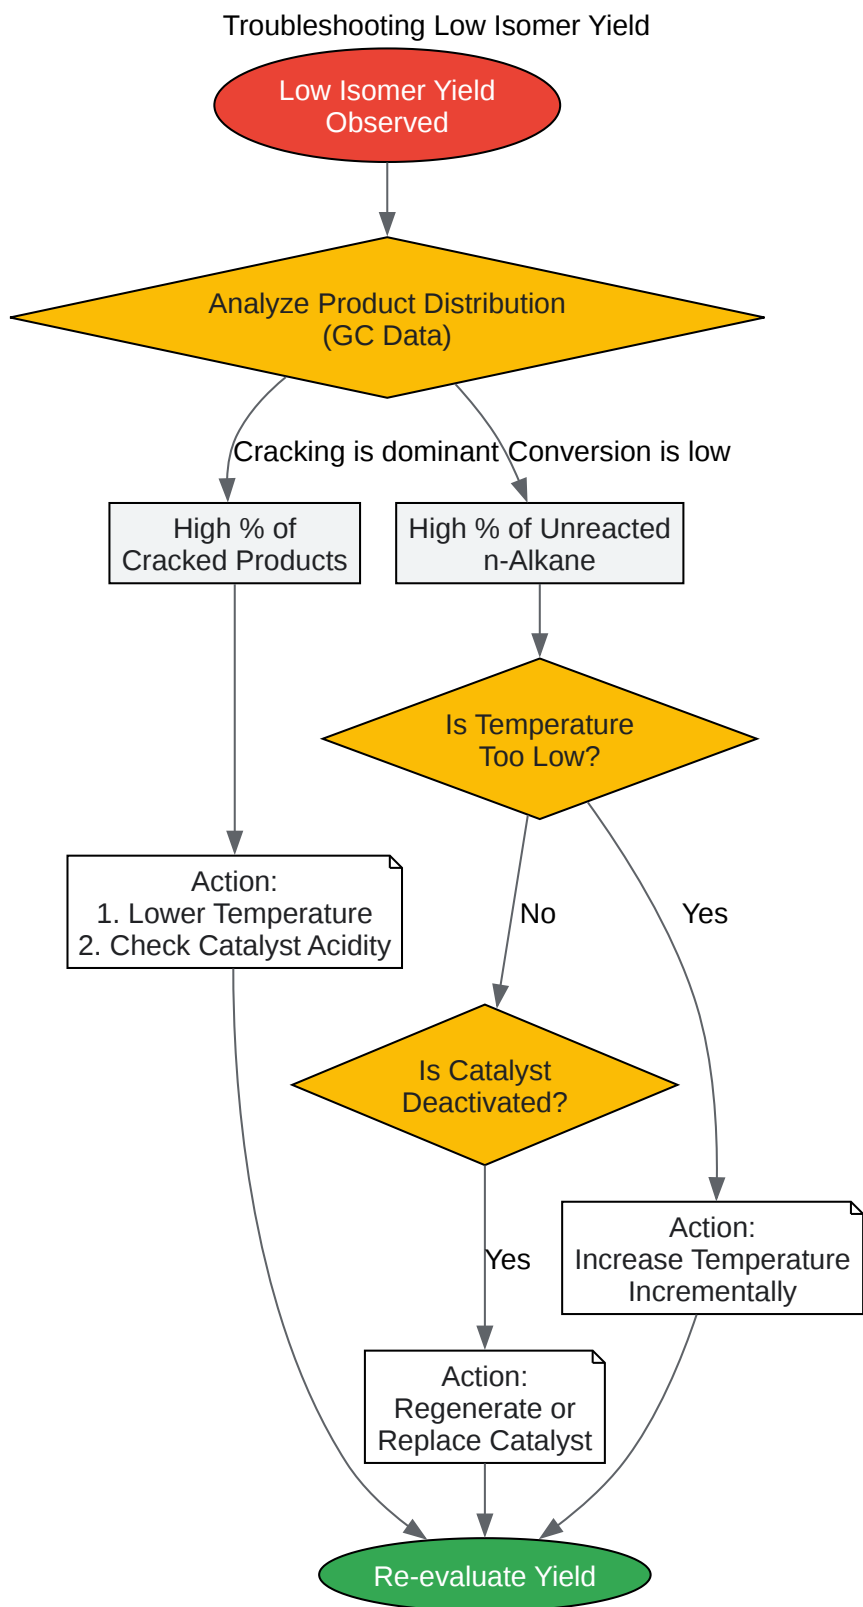 Troubleshooting Low Isomer Yield
Low Isomer Yield
Observed
Analyze Product Distribution
(GC Data)
Cracking is dominant
Conversion is low
High % of
Cracked Products
High % of Unreacted
n-Alkane
Is Temperature
Too Low?
Action:
1. Lower Temperature
2. Check Catalyst Acidity
No
Yes
Is Catalyst
Deactivated?
Yes
Action:
Increase Temperature
Incrementally
Action:
Regenerate or
Replace Catalyst
Re-evaluate Yield